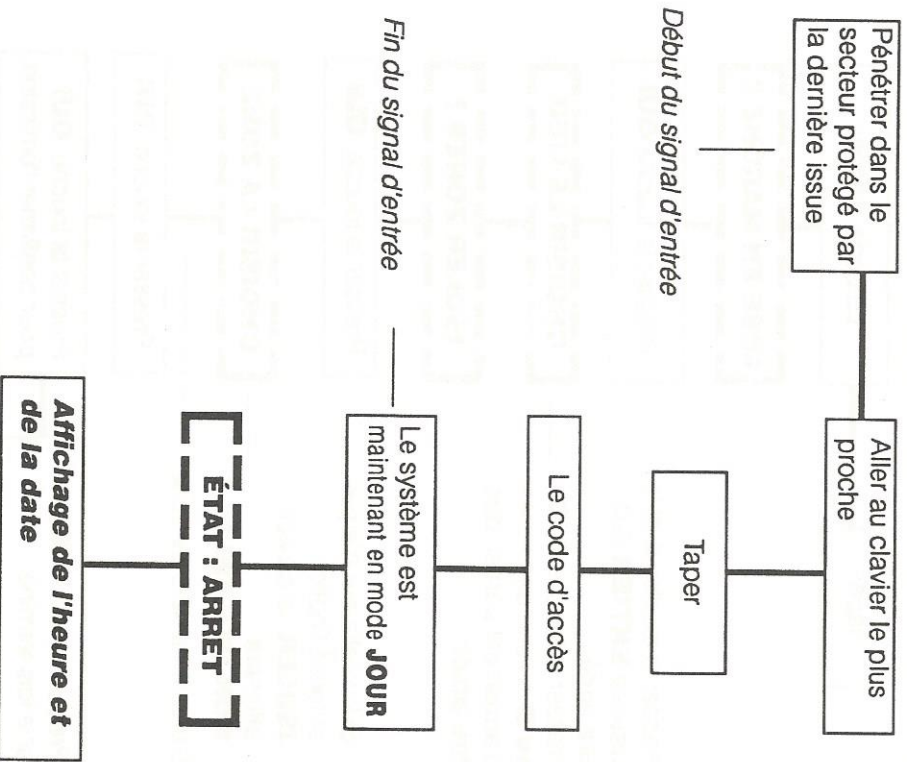 Pénétrer dans le
secteur protégé par
la dernière issue
Début du signal d'entrée
Aller au clavier le plus
proche
Taper
Le code d'accès
Fin du signal d'entrée
Le système est
maintenant en mode JOUR
ÉTAT : ARRET
Affichage de l'heure et
de la date